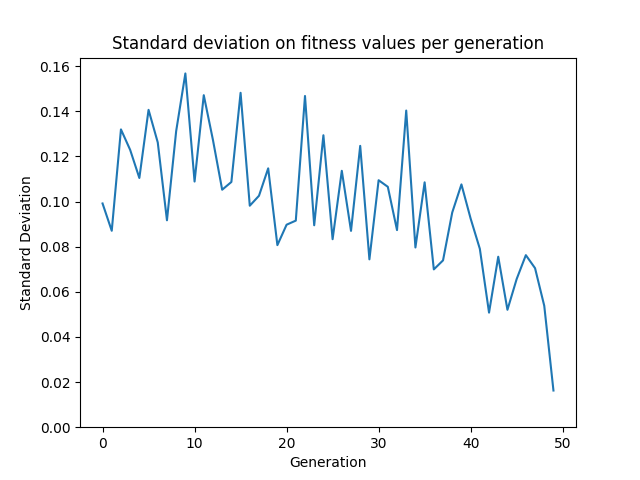 Standard deviation on fitness values per generation
0.16
0.14
0.12
0.10
0.08
0.06
0.04
0.02
0.00
Standard Deviation
0 10 20 30 40 50
Generation